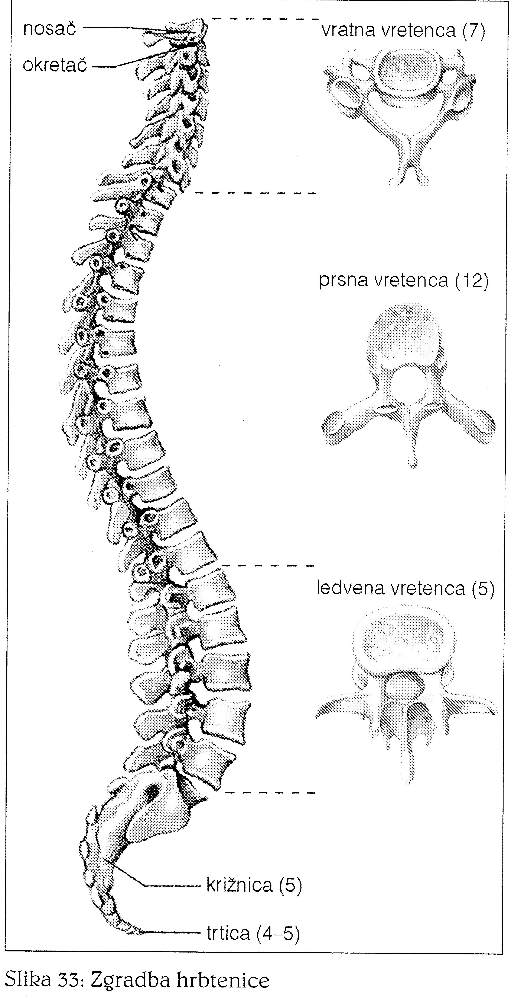 nosač
okretač
vratna vretenca (7)
prsna vretenca (12)
ledvena vretenca (5)
križnica (5)
trtica (4–5)
Slika 33: Zgradba hrbtenice